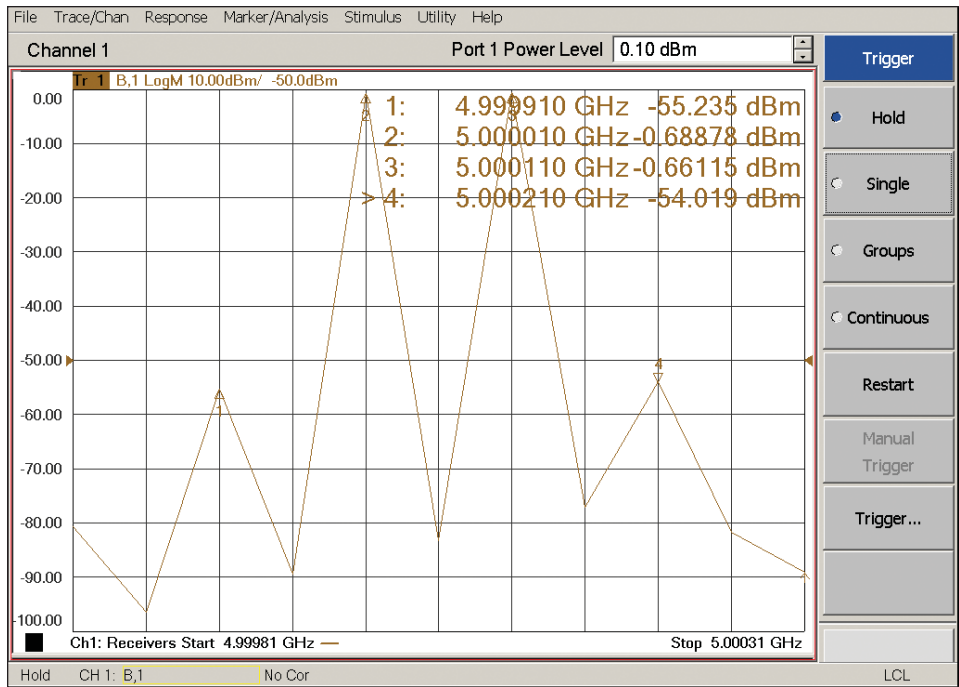 File Trace/Chan Response Marker/Analysis Stimulus Utility Help
Channel 1 Port 1 Power Level 0.10 dBm
Tr 1 B,1 LogM 10.00dBm/ -50.0dBm
0.00
-10.00
-20.00
-30.00
-40.00
-50.00
-60.00
-70.00
-80.00
-90.00
-100.00
1: 4.999910 GHz -55.235 dBm
2: 5.000010 GHz -0.68878 dBm
3: 5.000110 GHz -0.66115 dBm
> 4: 5.000210 GHz -54.019 dBm
2
3
1
4
Ch1: Receivers Start 4.99981 GHz — Stop 5.00031 GHz
Trigger
Hold
Single
Groups
Continuous
Restart
Manual
Trigger
Trigger...
Hold CH 1: B,1 No Cor LCL